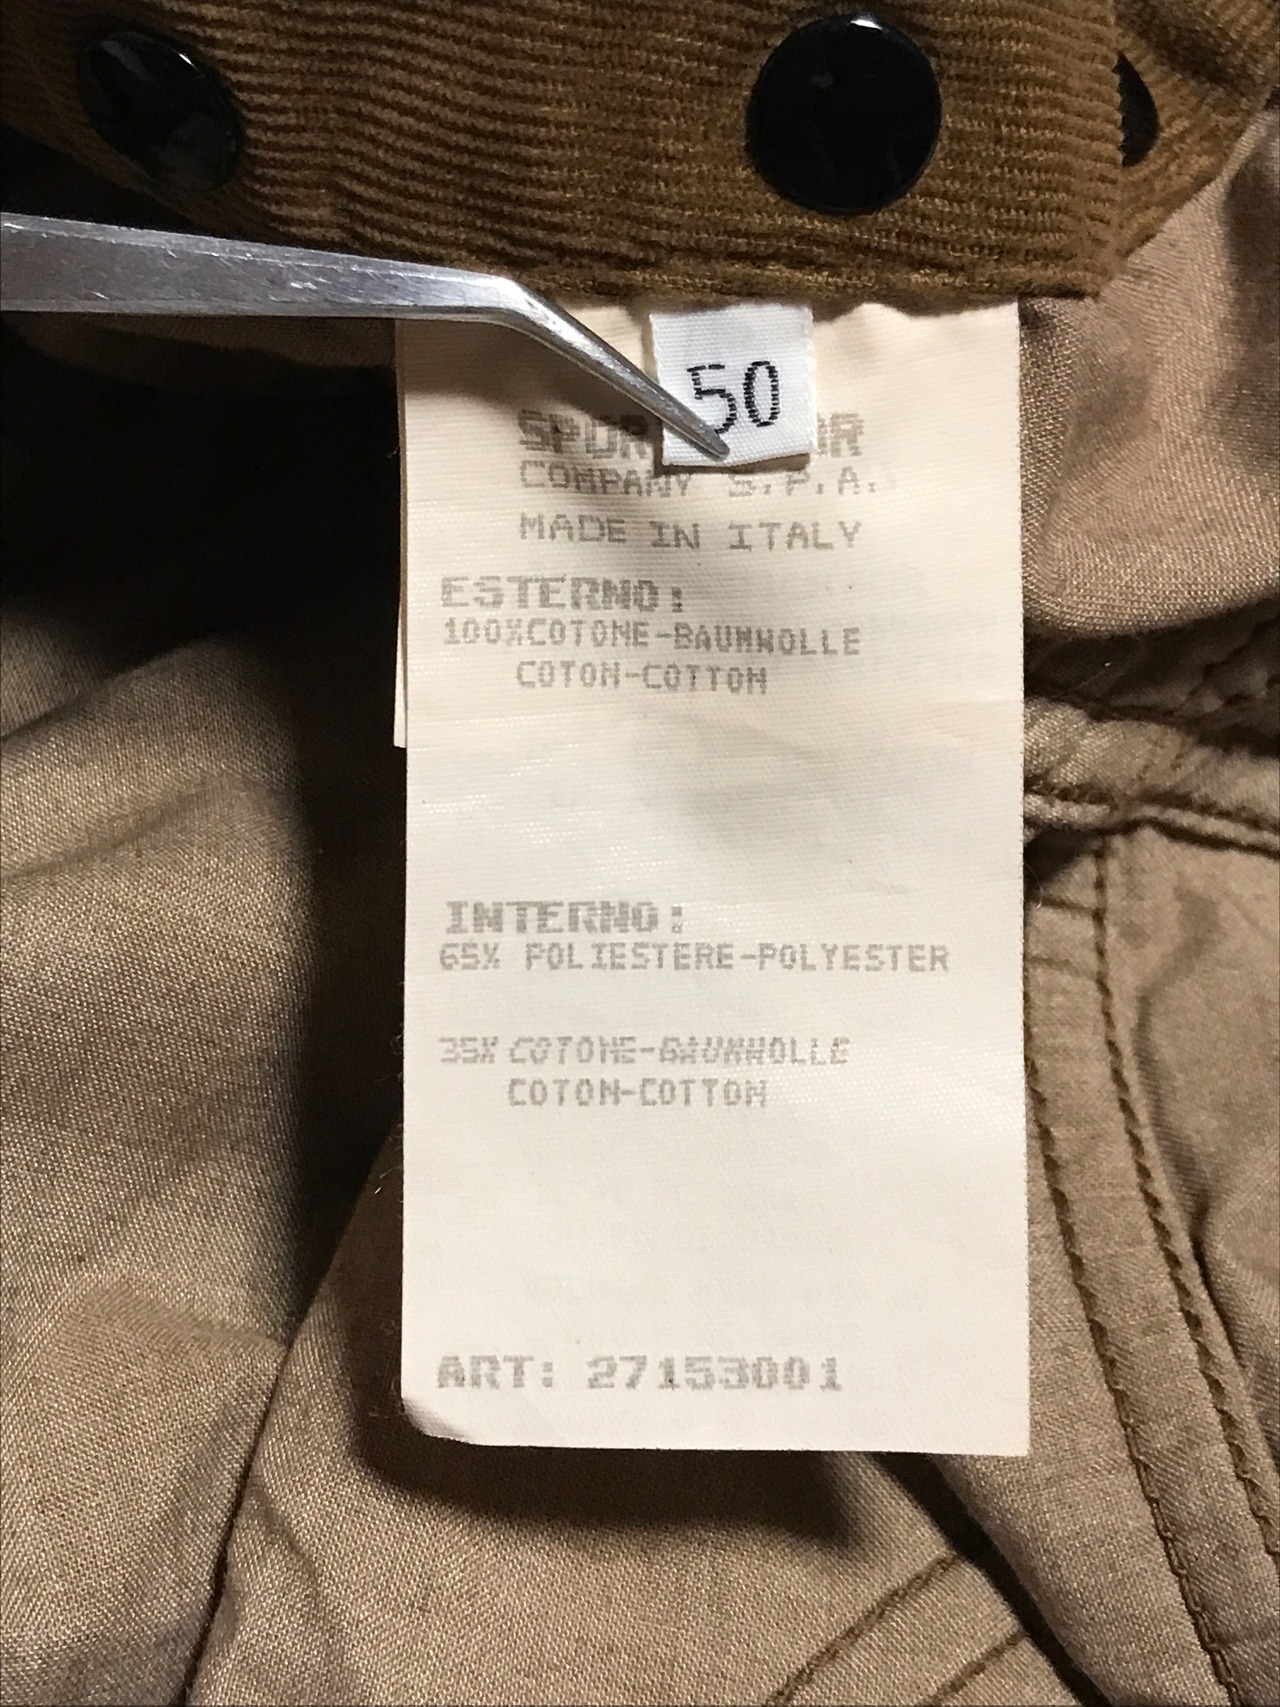 50
COMPANY S.P.A.
MADE IN ITALY
ESTERNO:
100%COTONE-BAUMWOLLE
COTON-COTTON
INTERNO:
65% POLIESTERE-POLYESTER
35% COTONE-BAUMWOLLE
COTON-COTTON
ART: 27153001